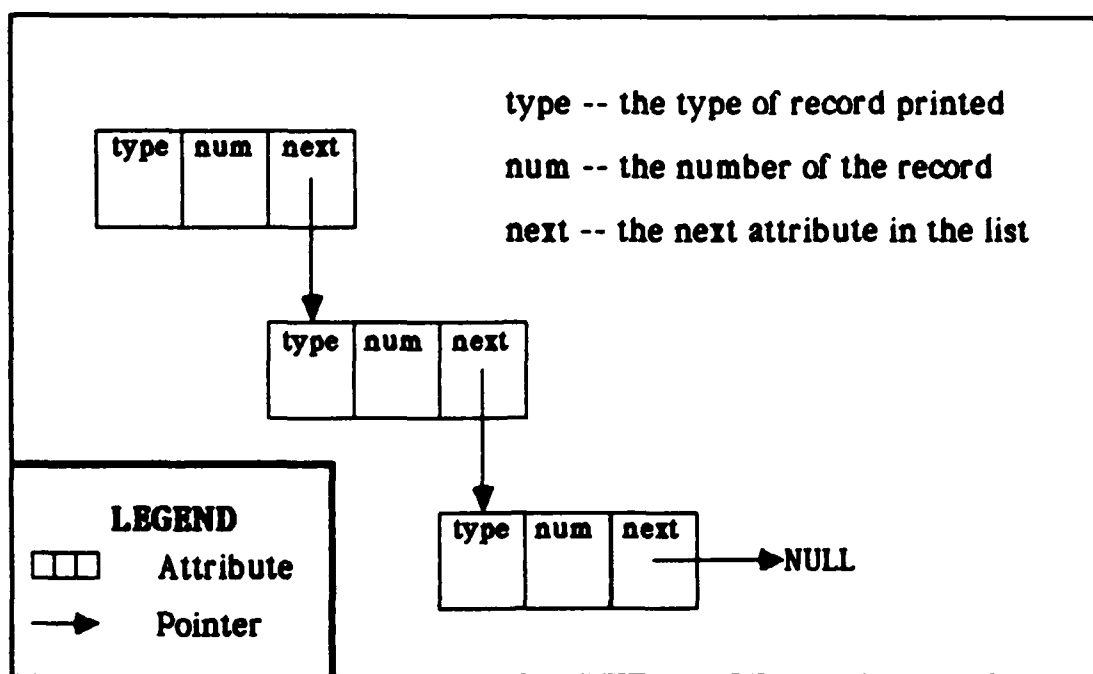 type -- the type of record printed
type num next
num -- the number of the record
next -- the next attribute in the list
type num next
LEGEND
type num next
Attribute
NULL
Pointer